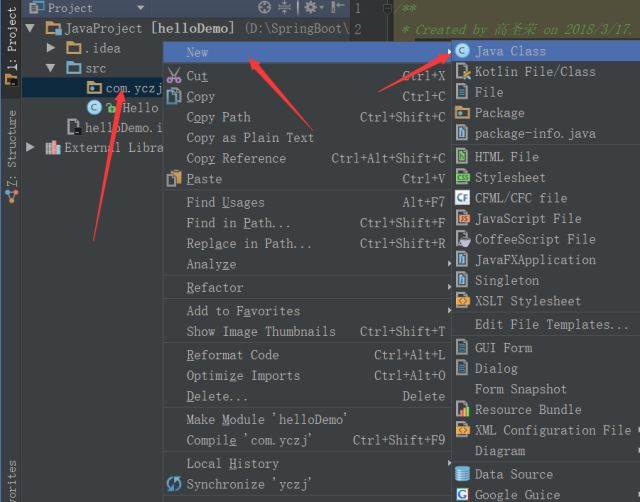 1: Project
Z: Structure
Project
JavaProject [helloDemo] (D:\SpringBoot\
.idea
src
com.yczj
Hello
helloDemo.i
External Libra
1
2
/**
* Created by 高圣荣 on 2018/3/17.
New
Cut Ctrl+X
Copy Ctrl+C
Copy Path Ctrl+Shift+C
Copy as Plain Text
Copy Reference Ctrl+Alt+Shift+C
Paste Ctrl+V
Find Usages Alt+F7
Find in Path... Ctrl+Shift+F
Replace in Path... Ctrl+Shift+R
Analyze
Refactor
Add to Favorites
Show Image Thumbnails Ctrl+Shift+T
Reformat Code Ctrl+Alt+L
Optimize Imports Ctrl+Alt+O
Delete... Delete
Make Module 'helloDemo'
Compile 'com.yczj' Ctrl+Shift+F9
Local History
Synchronize 'yczj'
Java Class
Kotlin File/Class
File
Package
package-info.java
HTML File
Stylesheet
CFML/CFC file
JavaScript File
CoffeeScript File
JavaFXApplication
Singleton
XSLT Stylesheet
Edit File Templates...
GUI Form
Dialog
Form Snapshot
Resource Bundle
XML Configuration File
Diagram
Data Source
Google Guice
vorites